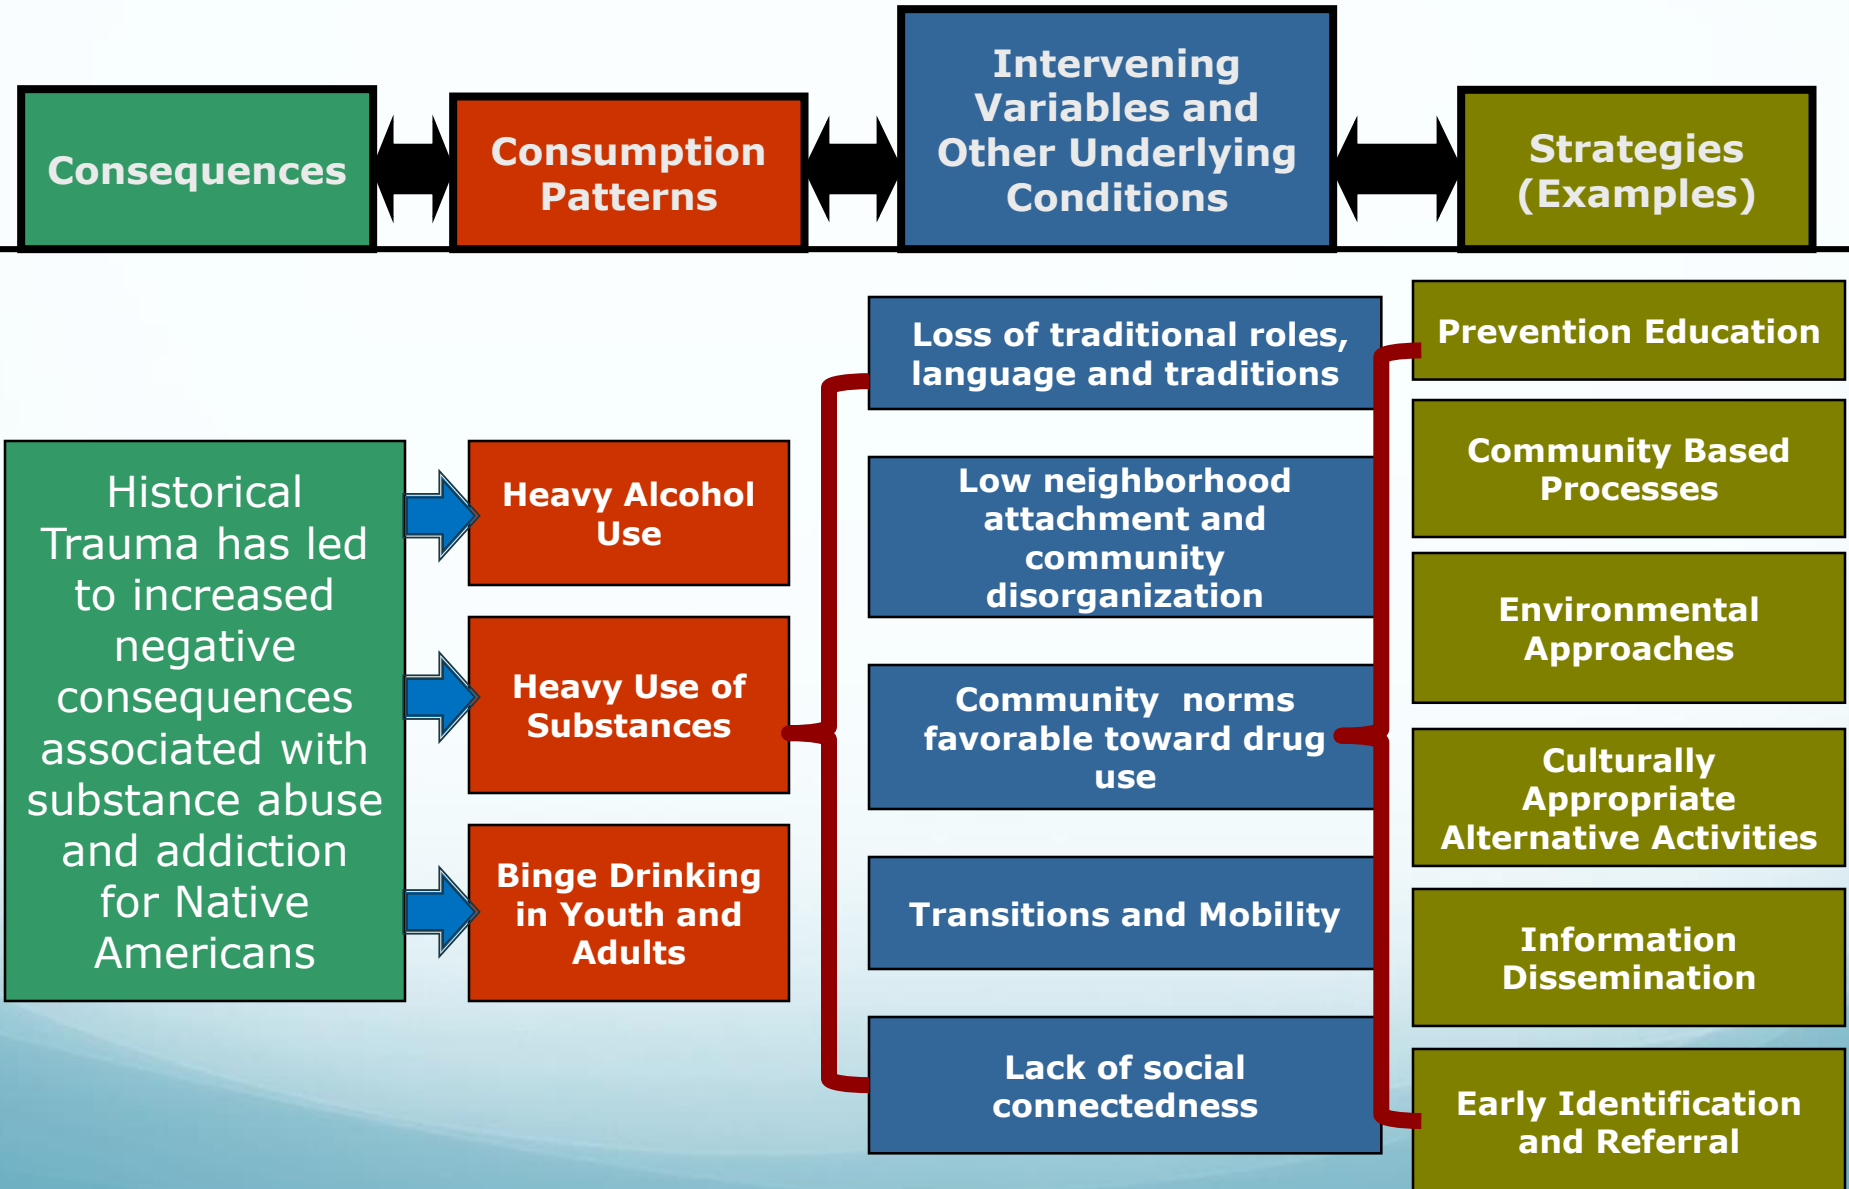 Consequences
Consumption
Patterns
Intervening
Variables and
Other Underlying
Conditions
Strategies
(Examples)
Historical
Trauma has led
to increased
negative
consequences
associated with
substance abuse
and addiction
for Native
Americans
Heavy Alcohol
Use
Heavy Use of
Substances
Binge Drinking
in Youth and
Adults
Loss of traditional roles,
language and traditions
Low neighborhood
attachment and
community
disorganization
Community norms
favorable toward drug
use
Transitions and Mobility
Lack of social
connectedness
Prevention Education
Community Based
Processes
Environmental
Approaches
Culturally
Appropriate
Alternative Activities
Information
Dissemination
Early Identification
and Referral